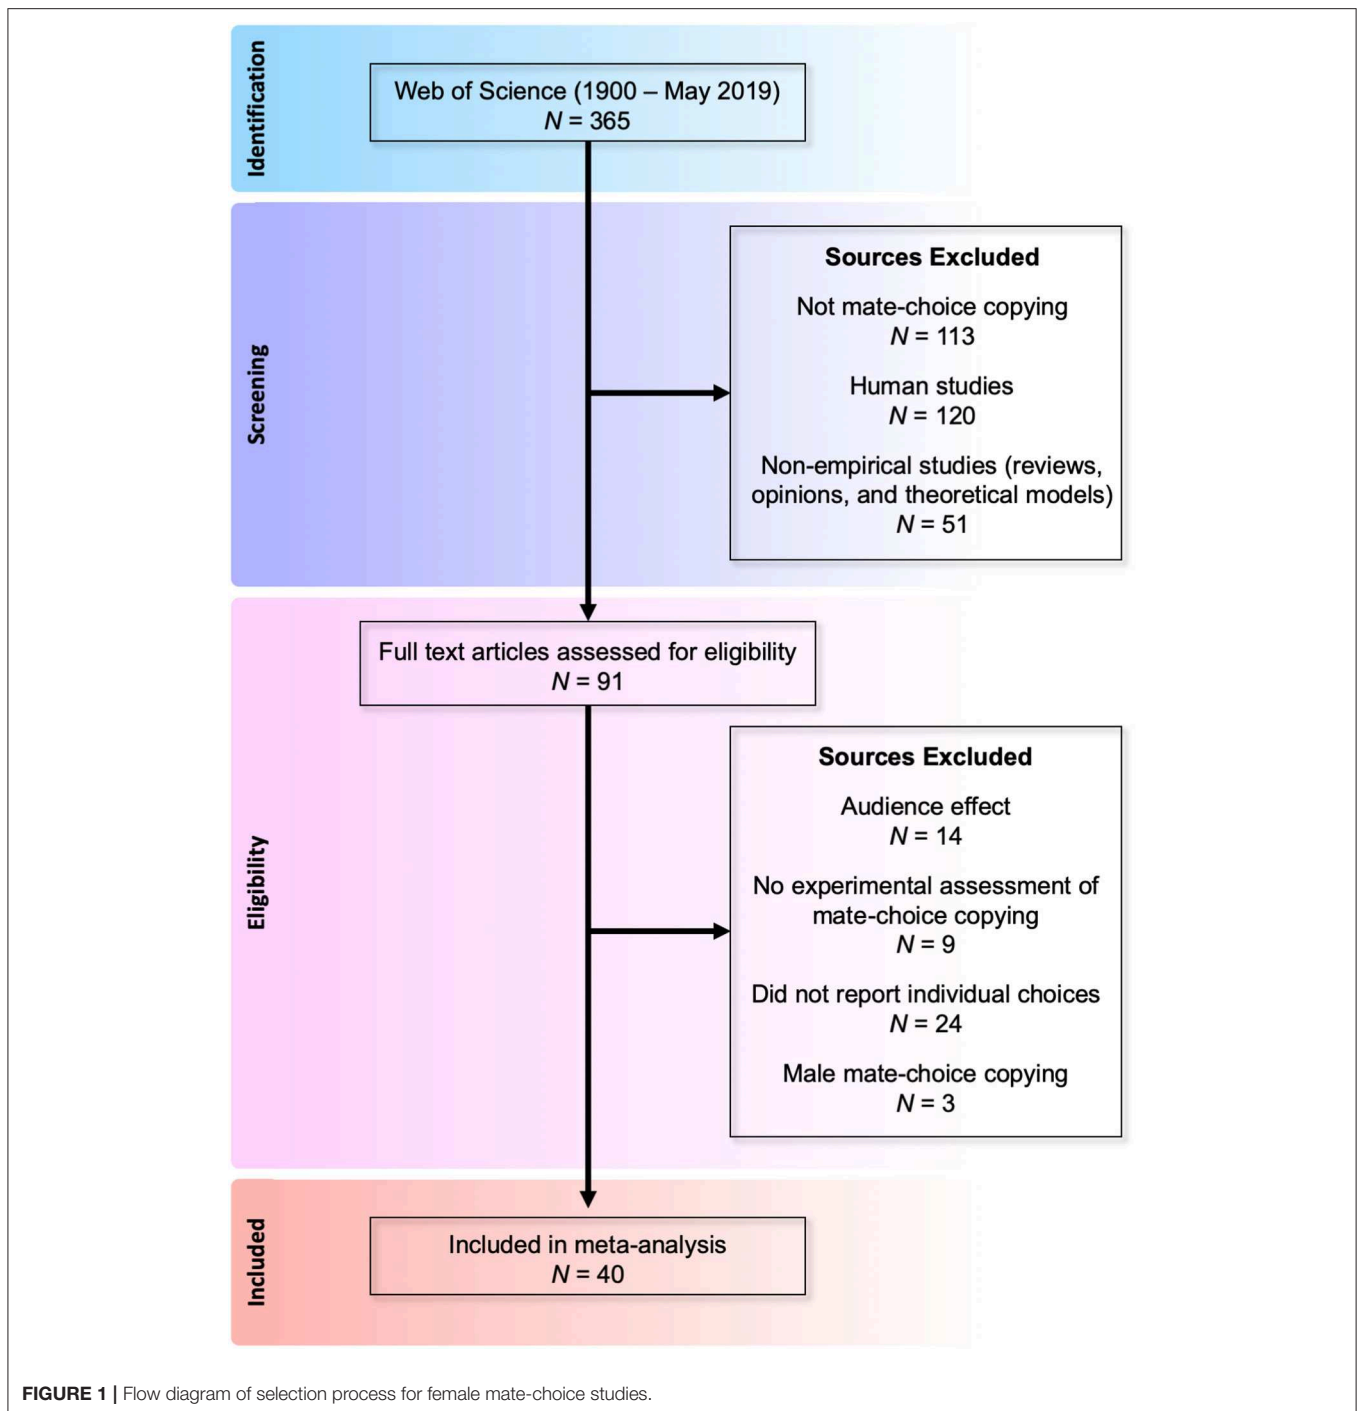 Identification
Web of Science (1900 – May 2019)
N = 365
Screening
Sources Excluded
Not mate-choice copying
N = 113
Human studies
N = 120
Non-empirical studies (reviews,
opinions, and theoretical models)
N = 51
Eligibility
Full text articles assessed for eligibility
N = 91
Sources Excluded
Audience effect
N = 14
No experimental assessment of
mate-choice copying
N = 9
Did not report individual choices
N = 24
Male mate-choice copying
N = 3
Included
Included in meta-analysis
N = 40
FIGURE 1 | Flow diagram of selection process for female mate-choice studies.